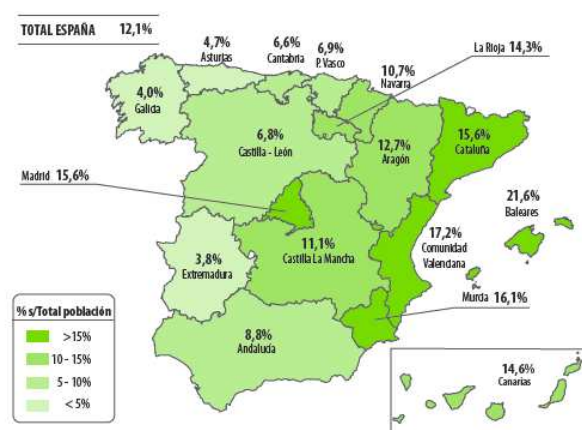 TOTAL ESPAÑA 12,1%
4,7%
Asturias
6,6%
Cantabria
6,9%
P. Vasco
La Rioja 14,3%
10,7%
Navarra
4,0%
Galicia
6,8%
Castilla - León
12,7%
Aragón
15,6%
Cataluña
Madrid 15,6%
21,6%
Baleares
17,2%
Comunidad
Valenciana
11,1%
Castilla La Mancha
3,8%
Extremadura
Murcia 16,1%
8,8%
Andalucía
14,6%
Canarias
% s/Total población
>15%
10 - 15%
5 - 10%
< 5%